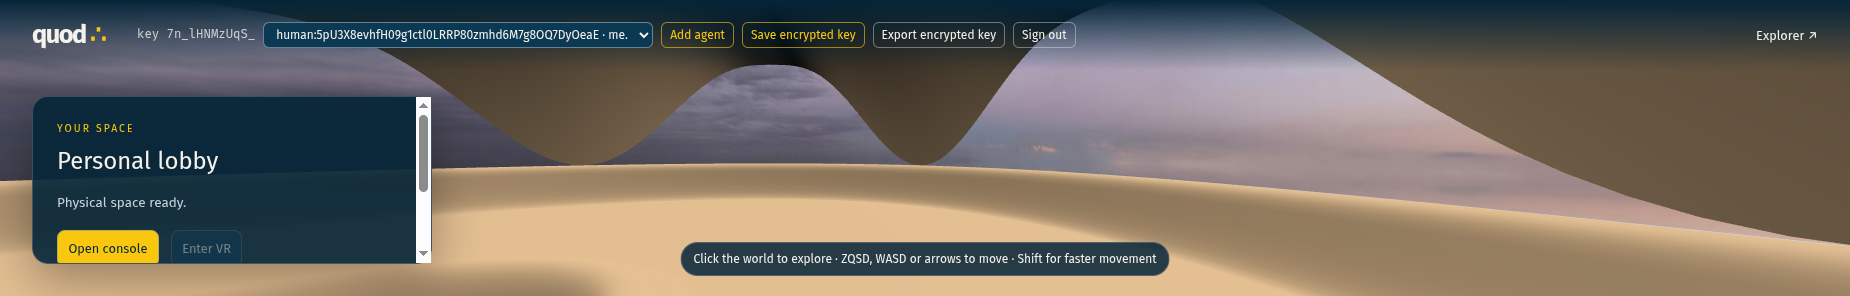 quod
key 7n_lHNMzUqS_
human:5pU3X8evhfH09g1ctl0LRRP80zmhd6M7g8OQ7DyOeaE · me.
Add agent
Save encrypted key
Export encrypted key
Sign out
Explorer ↗
YOUR SPACE
Personal lobby
Physical space ready.
Open console
Enter VR
Click the world to explore · ZQSD, WASD or arrows to move · Shift for faster movement